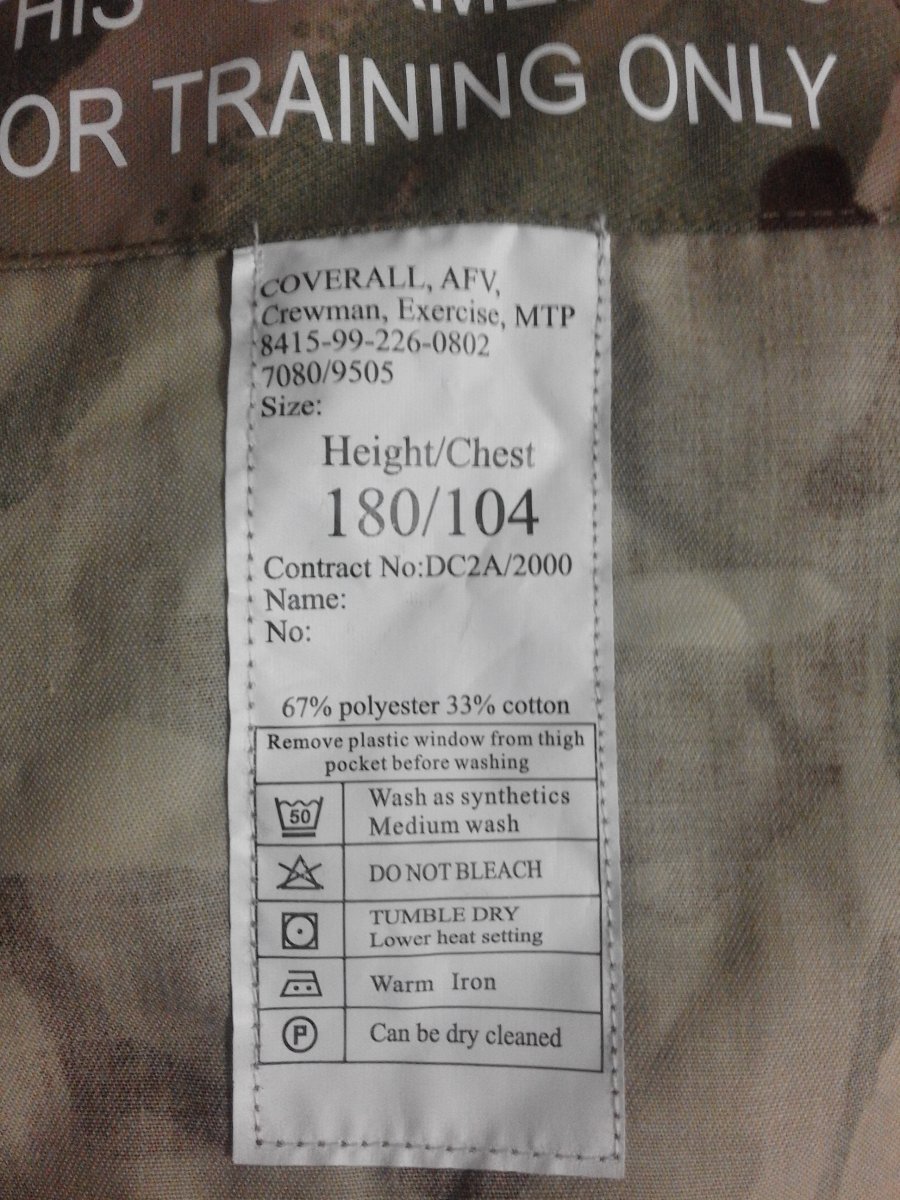 OR TRAINING ONLY
COVERALL, AFV,
Crewman, Exercise, MTP
8415-99-226-0802
7080/9505
Size:
Height/Chest
180/104
Contract No:DC2A/2000
Name:
No:
67% polyester 33% cotton
Remove plastic window from thigh
pocket before washing
50
Wash as synthetics
Medium wash
DO NOT BLEACH
TUMBLE DRY
Lower heat setting
Warm Iron
P
Can be dry cleaned